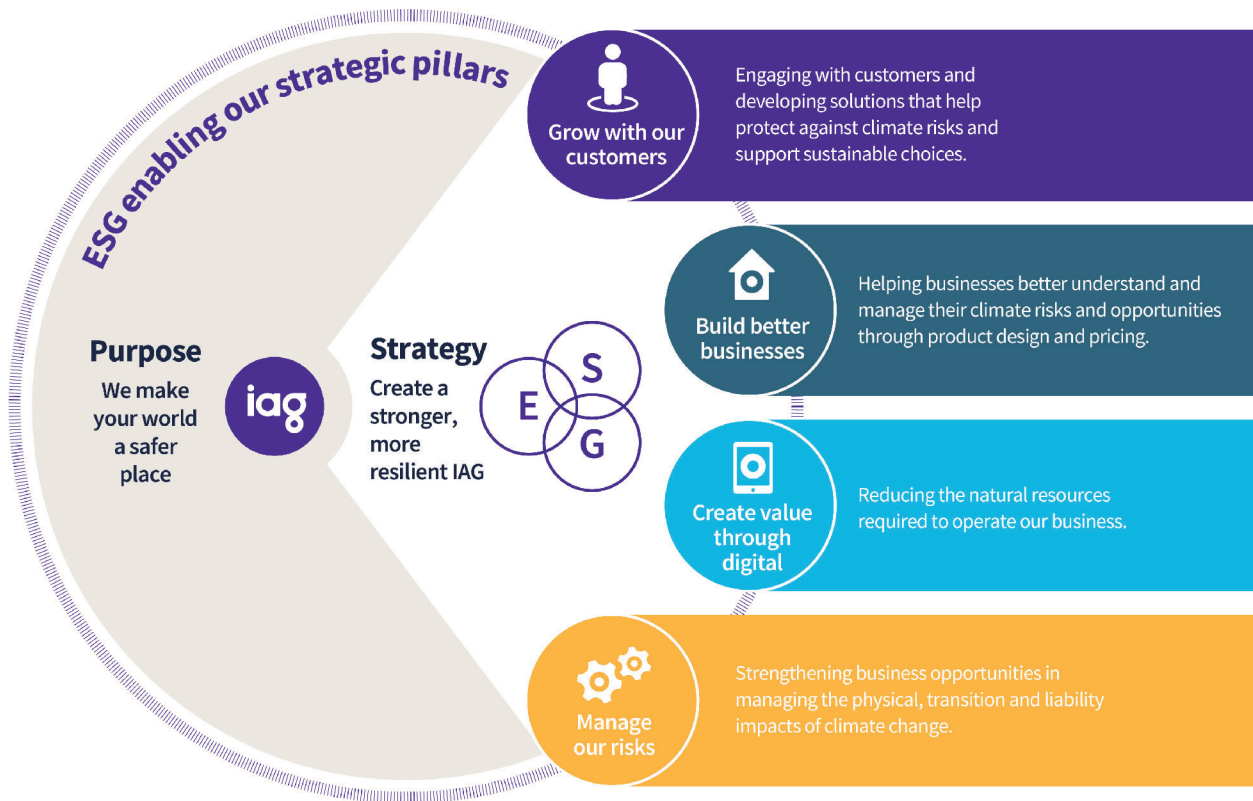 ESG enabling our strategic pillars
Purpose
We make
your world
a safer
place
iag
Strategy
Create a
stronger,
more
resilient IAG
E
S
G
Grow with our
customers
Engaging with customers and
developing solutions that help
protect against climate risks and
support sustainable choices.
Build better
businesses
Helping businesses better understand and
manage their climate risks and opportunities
through product design and pricing.
Create value
through
digital
Reducing the natural resources
required to operate our business.
Manage
our risks
Strengthening business opportunities in
managing the physical, transition and liability
impacts of climate change.